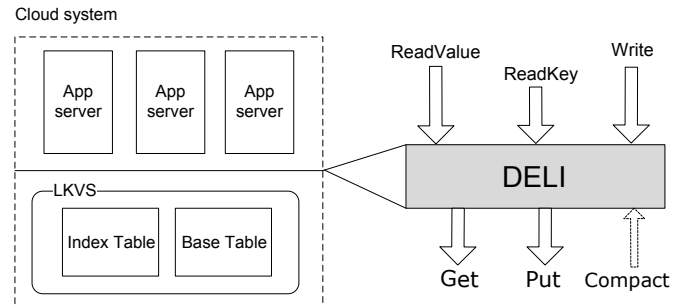 Cloud system
App
server
App
server
App
server
ReadValue
ReadKey
Write
DELI
LKVS
Index Table
Base Table
Get
Put
Compact